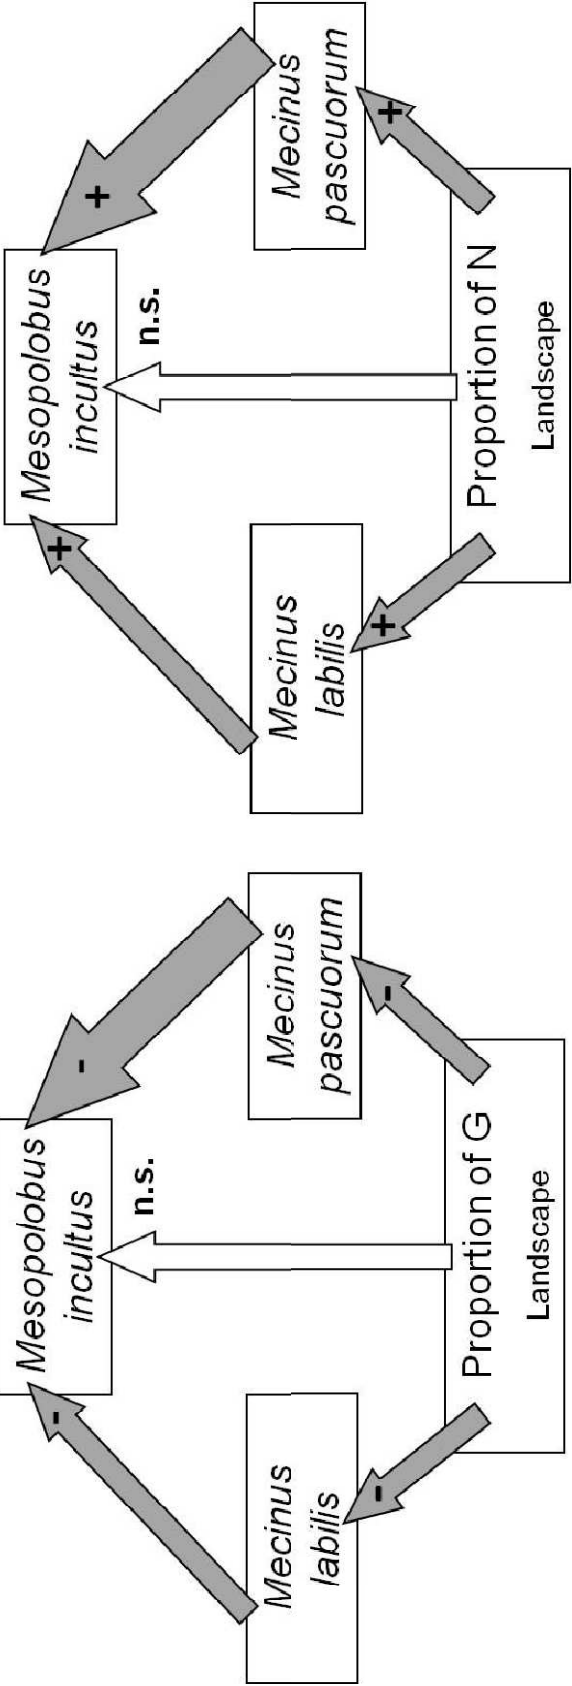 Mesopolobus
incultus
-
-
n.s.
Mecinus
labilis
Mecinus
pascuorum
-
-
Proportion of G
Landscape
Mesopolobus
incultus
+
+
n.s.
Mecinus
labilis
Mecinus
pascuorum
+
+
Proportion of N
Landscape